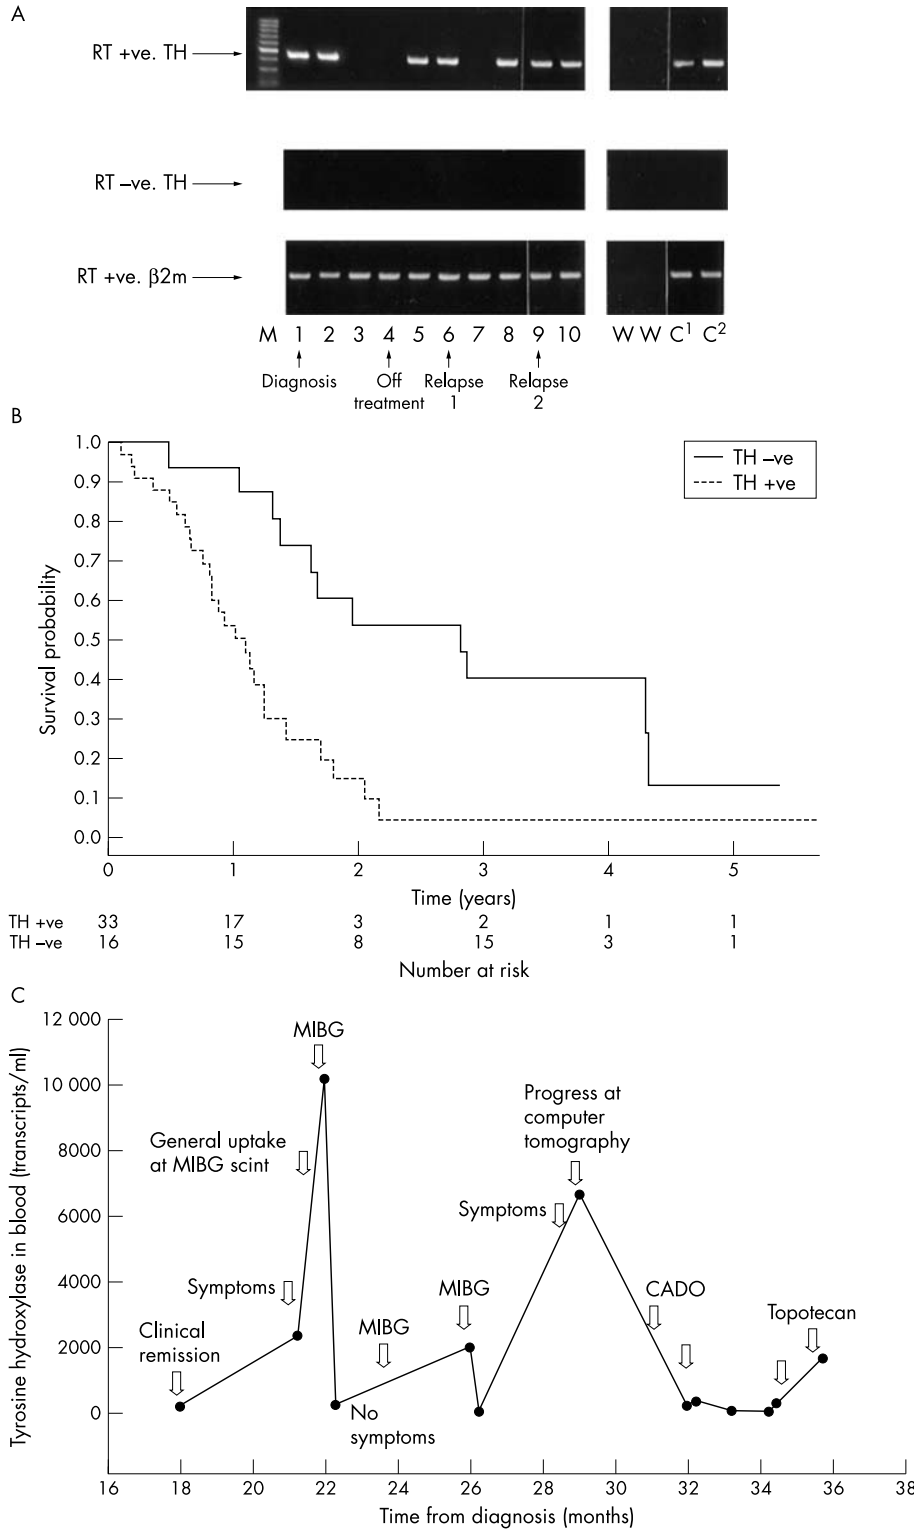 A
RT +ve. TH
RT –ve. TH
RT +ve. β2m
M 1 2 3 4 5 6 7 8 9 10 W W C1 C2
Diagnosis Off Relapse Relapse
treatment 1 2
B
1.0
0.9
0.8
0.7
0.6
0.5
0.4
0.3
0.2
0.1
0.0
Survival probability
TH –ve
TH +ve
0 1 2 3 4 5
Time (years)
TH +ve 33 17 3 2 1 1
TH –ve 16 15 8 15 3 1
Number at risk
C
12 000
10 000
8000
6000
4000
2000
0
Tyrosine hydroxylase in blood (transcripts/ml)
MIBG
General uptake
at MIBG scint
Symptoms
Clinical
remission
No
symptoms
MIBG
MIBG
Symptoms
Progress at
computer
tomography
CADO
Topotecan
16 18 20 22 24 26 28 30 32 34 36 38
Time from diagnosis (months)